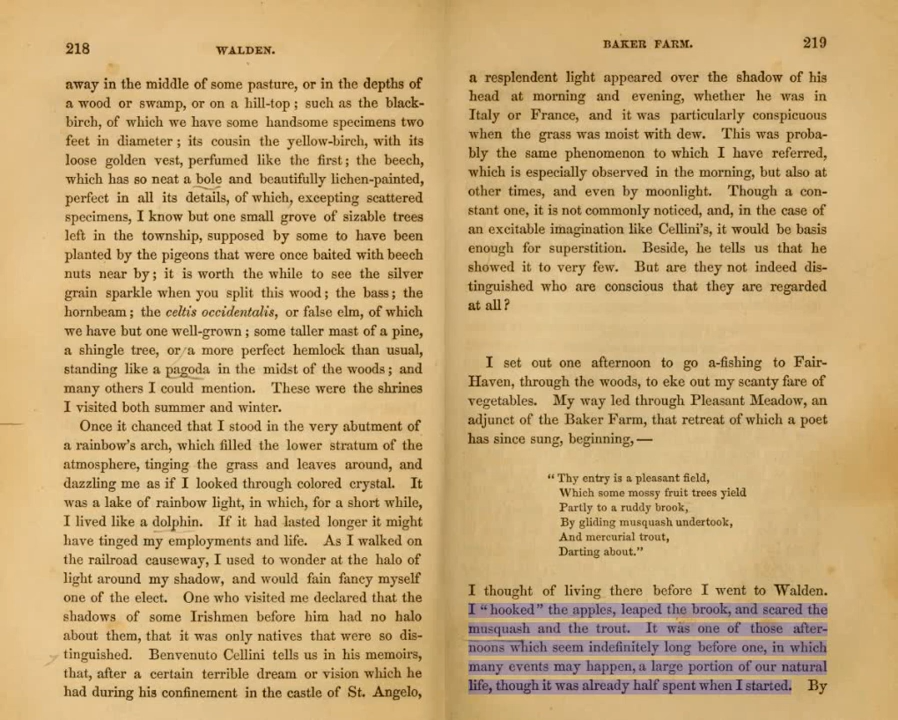 218
WALDEN.
away in the middle of some pasture, or in the depths of
a wood or swamp, or on a hill-top ; such as the black-
birch, of which we have some handsome specimens two
feet in diameter ; its cousin the yellow-birch, with its
loose golden vest, perfumed like the first ; the beech,
which has so neat a bole and beautifully lichen-painted,
perfect in all its details, of which, excepting scattered
specimens, I know but one small grove of sizable trees
left in the township, supposed by some to have been
planted by the pigeons that were once baited with beech
nuts near by ; it is worth the while to see the silver
grain sparkle when you split this wood ; the bass ; the
hornbeam ; the celtis occidentalis, or false elm, of which
we have but one well-grown ; some taller mast of a pine,
a shingle tree, or a more perfect hemlock than usual,
standing like a pagoda in the midst of the woods ; and
many others I could mention. These were the shrines
I visited both summer and winter.
Once it chanced that I stood in the very abutment of
a rainbow's arch, which filled the lower stratum of the
atmosphere, tinging the grass and leaves around, and
dazzling me as if I looked through colored crystal. It
was a lake of rainbow light, in which, for a short while,
I lived like a dolphin. If it had lasted longer it might
have tinged my employments and life. As I walked on
the railroad causeway, I used to wonder at the halo of
light around my shadow, and would fain fancy myself
one of the elect. One who visited me declared that the
shadows of some Irishmen before him had no halo
about them, that it was only natives that were so dis-
tinguished. Benvenuto Cellini tells us in his memoirs,
that, after a certain terrible dream or vision which he
had during his confinement in the castle of St. Angelo,
BAKER FARM.
219
a resplendent light appeared over the shadow of his
head at morning and evening, whether he was in
Italy or France, and it was particularly conspicuous
when the grass was moist with dew. This was proba-
bly the same phenomenon to which I have referred,
which is especially observed in the morning, but also at
other times, and even by moonlight. Though a con-
stant one, it is not commonly noticed, and, in the case of
an excitable imagination like Cellini's, it would be basis
enough for superstition. Beside, he tells us that he
showed it to very few. But are they not indeed dis-
tinguished who are conscious that they are regarded
at all ?
I set out one afternoon to go a-fishing to Fair-
Haven, through the woods, to eke out my scanty fare of
vegetables. My way led through Pleasant Meadow, an
adjunct of the Baker Farm, that retreat of which a poet
has since sung, beginning, —
“ Thy entry is a pleasant field,
Which some mossy fruit trees yield
Partly to a ruddy brook,
By gliding musquash undertook,
And mercurial trout,
Darting about.”
I thought of living there before I went to Walden.
I “ hooked ” the apples, leaped the brook, and scared the
musquash and the trout. It was one of those after-
noons which seem indefinitely long before one, in which
many events may happen, a large portion of our natural
life, though it was already half spent when I started. By